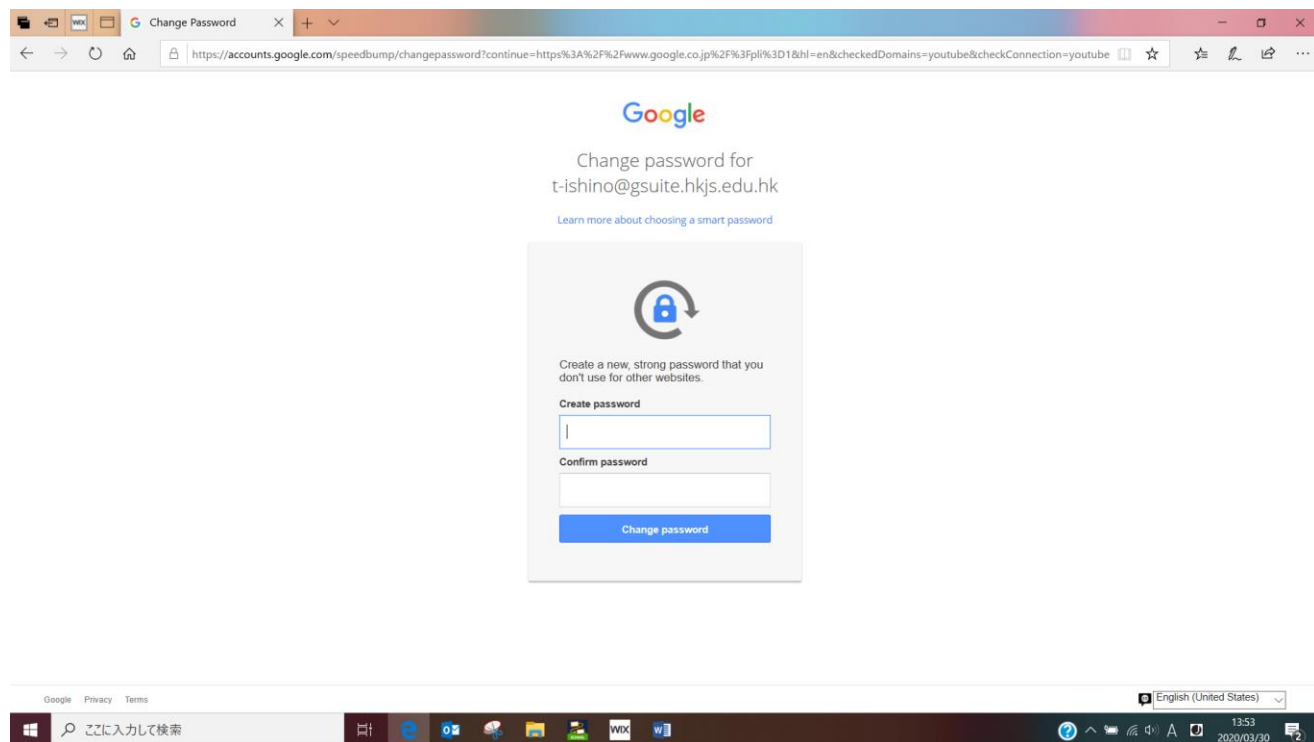 WIX
G Change Password
https://accounts.google.com/speedbump/changepassword?continue=https%3A%2F%2Fwww.google.co.jp%2F%3Fpli%3D1&hl=en&checkedDomains=youtube&checkConnection=youtube
Google
Change password for
t-ishino@gsuite.hkjs.edu.hk
Learn more about choosing a smart password
Create a new, strong password that you
don't use for other websites.
Create password
Confirm password
Change password
Google Privacy Terms
English (United States)
ここに入力して検索
WIX
A
13:53
2020/03/30
2